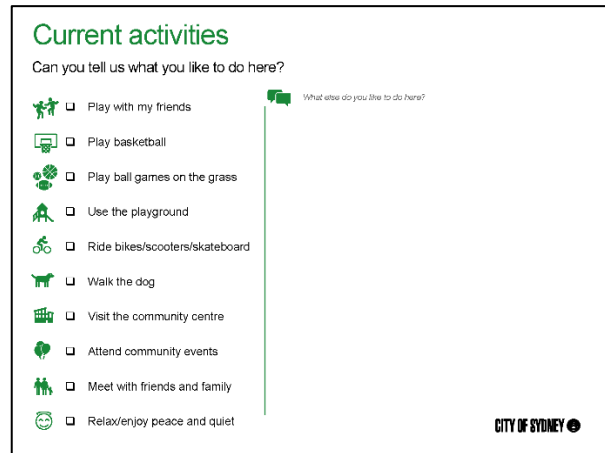 Current activities
Can you tell us what you like to do here?
Play with my friends
Play basketball
Play ball games on the grass
Use the playground
Ride bikes/scooters/skateboard
Walk the dog
Visit the community centre
Attend community events
Meet with friends and family
Relax/enjoy peace and quiet
What else do you like to do here?
CITY OF SYDNEY